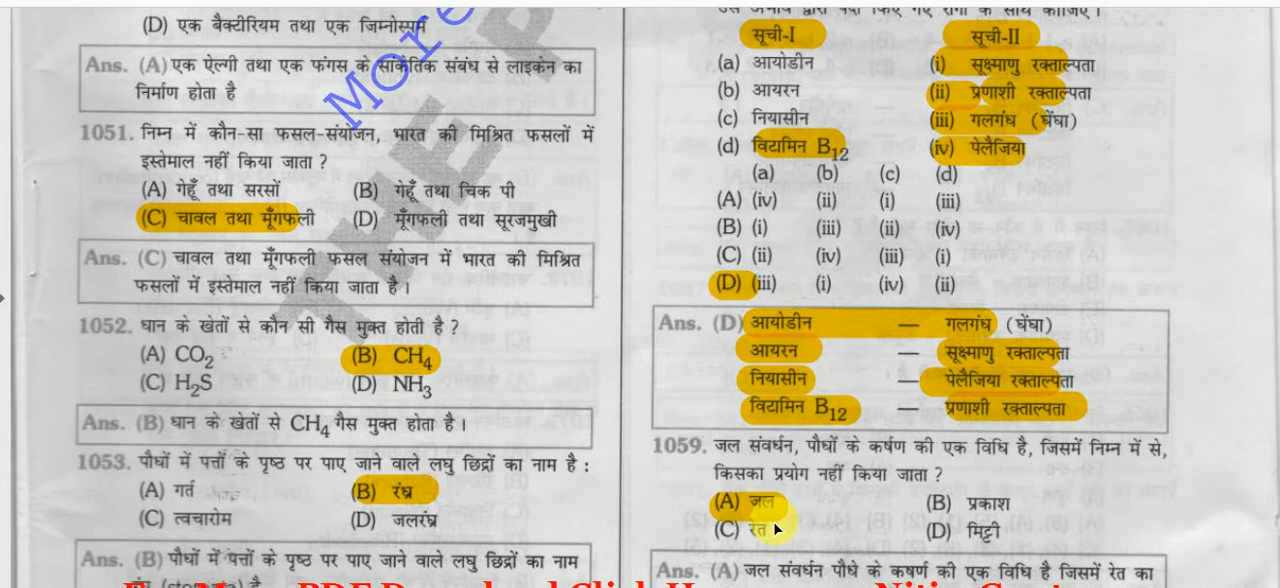 (D) एक बैक्टीरियम तथा एक जिम्नोस्पर्म
Ans. (A) एक ऐल्गी तथा एक फंगस के सांकेतिक संबंध से लाइकेन का
निर्माण होता है
1051. निम्न में कौन-सा फसल-संयोजन, भारत की मिश्रित फसलों में
इस्तेमाल नहीं किया जाता ?
(A) गेहूँ तथा सरसों (B) गेहूँ तथा चिक पी
(C) चावल तथा मूँगफली (D) मूँगफली तथा सूरजमुखी
Ans. (C) चावल तथा मूँगफली फसल संयोजन में भारत की मिश्रित
फसलों में इस्तेमाल नहीं किया जाता है।
1052. धान के खेतों से कौन सी गैस मुक्त होती है ?
(A) CO2 (B) CH4
(C) H2S (D) NH3
Ans. (B) धान के खेतों से CH4 गैस मुक्त होता है।
1053. पौधों में पत्तों के पृष्ठ पर पाए जाने वाले लघु छिद्रों का नाम है :
(A) गर्त (B) रंध्र
(C) त्वचारोम (D) जलरंध्र
Ans. (B) पौधों में पत्तों के पृष्ठ पर पाए जाने वाले लघु छिद्रों का नाम
More
सूची-I सूची-II
(a) आयोडीन (i) सूक्ष्माणु रक्ताल्पता
(b) आयरन (ii) प्रणाशी रक्ताल्पता
(c) नियासीन (iii) गलगंघ (घेंघा)
(d) विटामिन B12 (iv) पेलैजिया
(a) (b) (c) (d)
(A) (iv) (ii) (i) (iii)
(B) (i) (iii) (ii) (iv)
(C) (ii) (iv) (iii) (i)
(D) (iii) (i) (iv) (ii)
Ans. (D) आयोडीन — गलगंघ (घेंघा)
आयरन — सूक्ष्माणु रक्ताल्पता
नियासीन — पेलैजिया रक्ताल्पता
विटामिन B12 प्रणाशी रक्ताल्पता
1059. जल संवर्धन, पौधों के कर्षण की एक विधि है, जिसमें निम्न में से,
किसका प्रयोग नहीं किया जाता ?
(A) जल (B) प्रकाश
(C) रेत (D) मिट्टी
Ans. (A) जल संवर्धन पौधे के कषर्ण की एक विधि है जिसमें रेत का